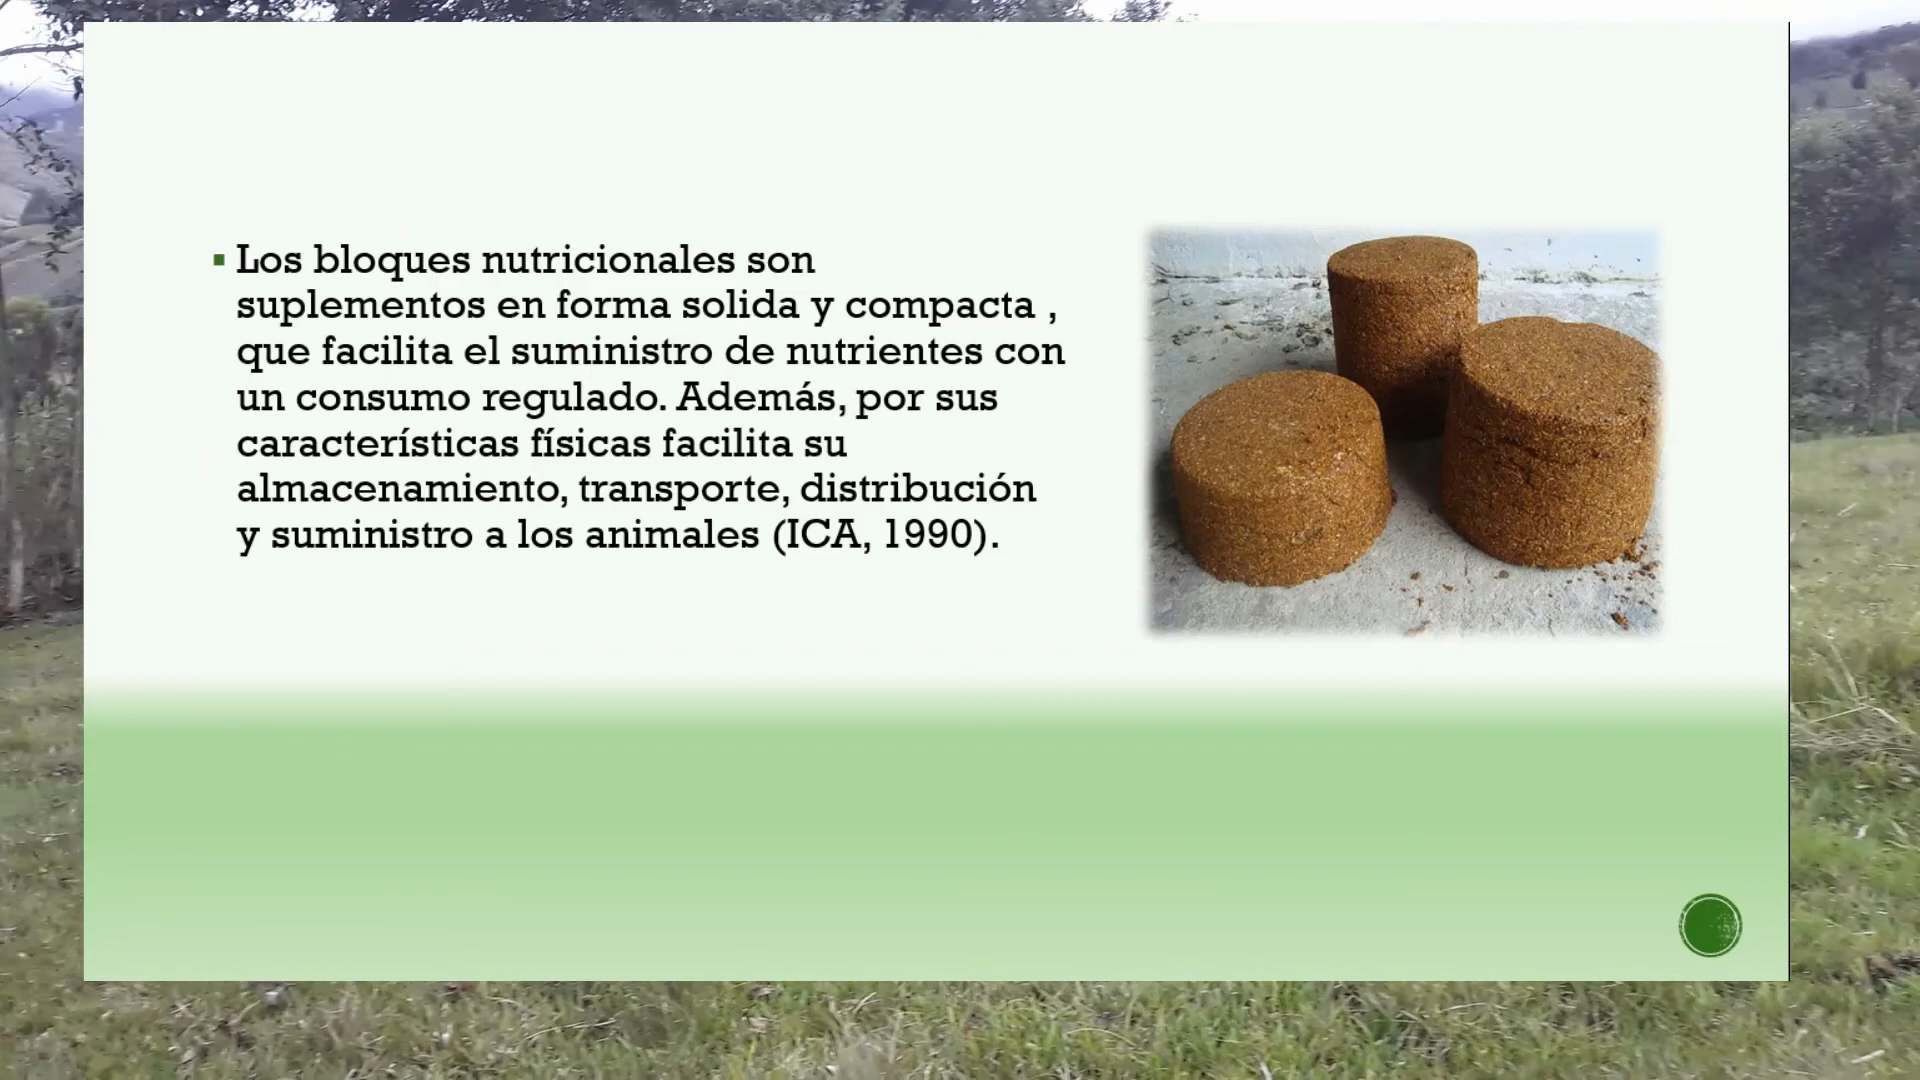 Los bloques nutricionales son
suplementos en forma solida y compacta ,
que facilita el suministro de nutrientes con
un consumo regulado. Además, por sus
características físicas facilita su
almacenamiento, transporte, distribución
y suministro a los animales (ICA, 1990).